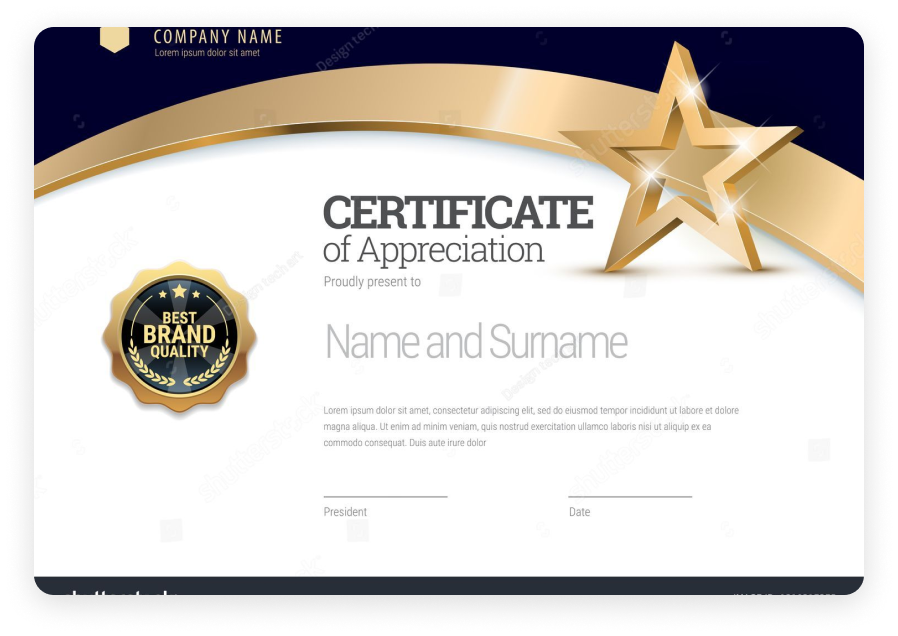 COMPANY NAME
Lorem ipsum dolor sit amet
CERTIFICATE
of Appreciation
Proudly present to
BEST
BRAND
QUALITY
Name and Surname
Lorem ipsum dolor sit amet, consectetur adipiscing elit, sed do eiusmod tempor incididunt ut labore et dolore
magna aliqua. Ut enim ad minim veniam, quis nostrud exercitation ullamco laboris nisi ut aliquip ex ea
commodo consequat. Duis aute irure dolor
President
Date
shutterstock